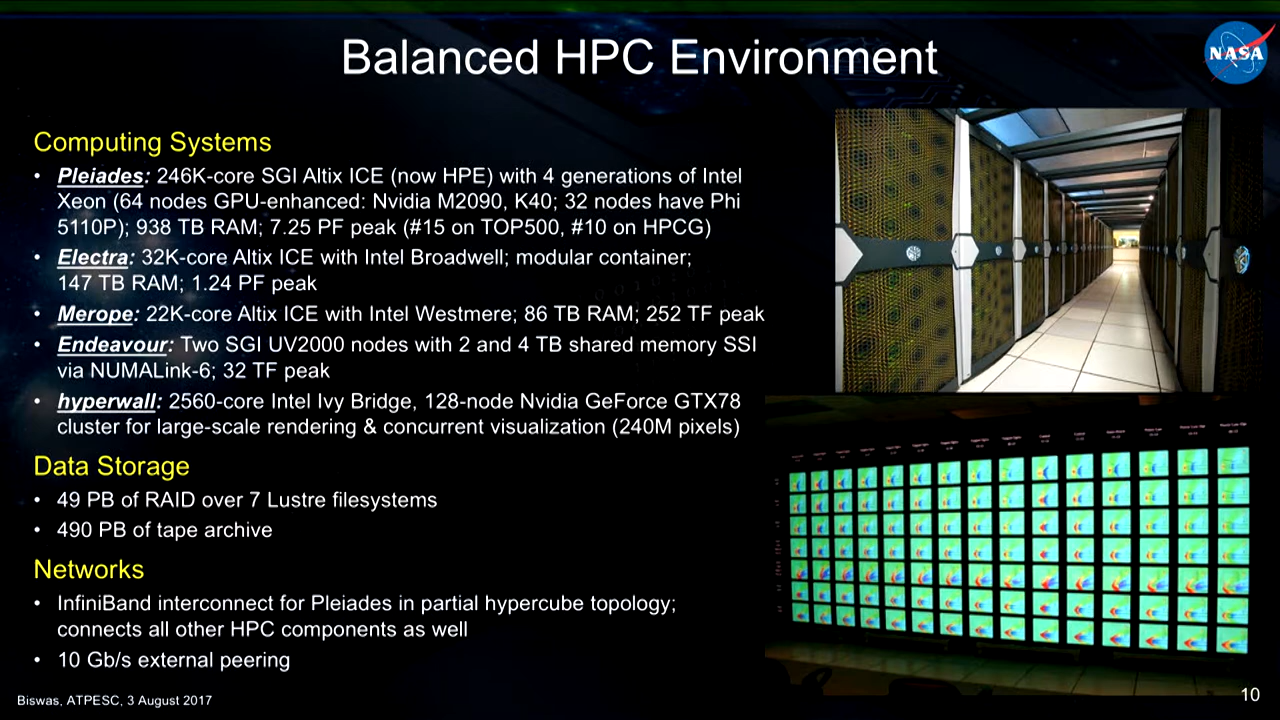 Balanced HPC Environment
NASA
Computing Systems
• Pleiades: 246K-core SGI Altix ICE (now HPE) with 4 generations of Intel
Xeon (64 nodes GPU-enhanced: Nvidia M2090, K40; 32 nodes have Phi
5110P); 938 TB RAM; 7.25 PF peak (#15 on TOP500, #10 on HPCG)
• Electra: 32K-core Altix ICE with Intel Broadwell; modular container;
147 TB RAM; 1.24 PF peak
• Merope: 22K-core Altix ICE with Intel Westmere; 86 TB RAM; 252 TF peak
• Endeavour: Two SGI UV2000 nodes with 2 and 4 TB shared memory SSI
via NUMALink-6; 32 TF peak
• hyperwall: 2560-core Intel Ivy Bridge, 128-node Nvidia GeForce GTX78
cluster for large-scale rendering & concurrent visualization (240M pixels)
Data Storage
• 49 PB of RAID over 7 Lustre filesystems
• 490 PB of tape archive
Networks
• InfiniBand interconnect for Pleiades in partial hypercube topology;
connects all other HPC components as well
• 10 Gb/s external peering
Biswas, ATPESC, 3 August 2017
10